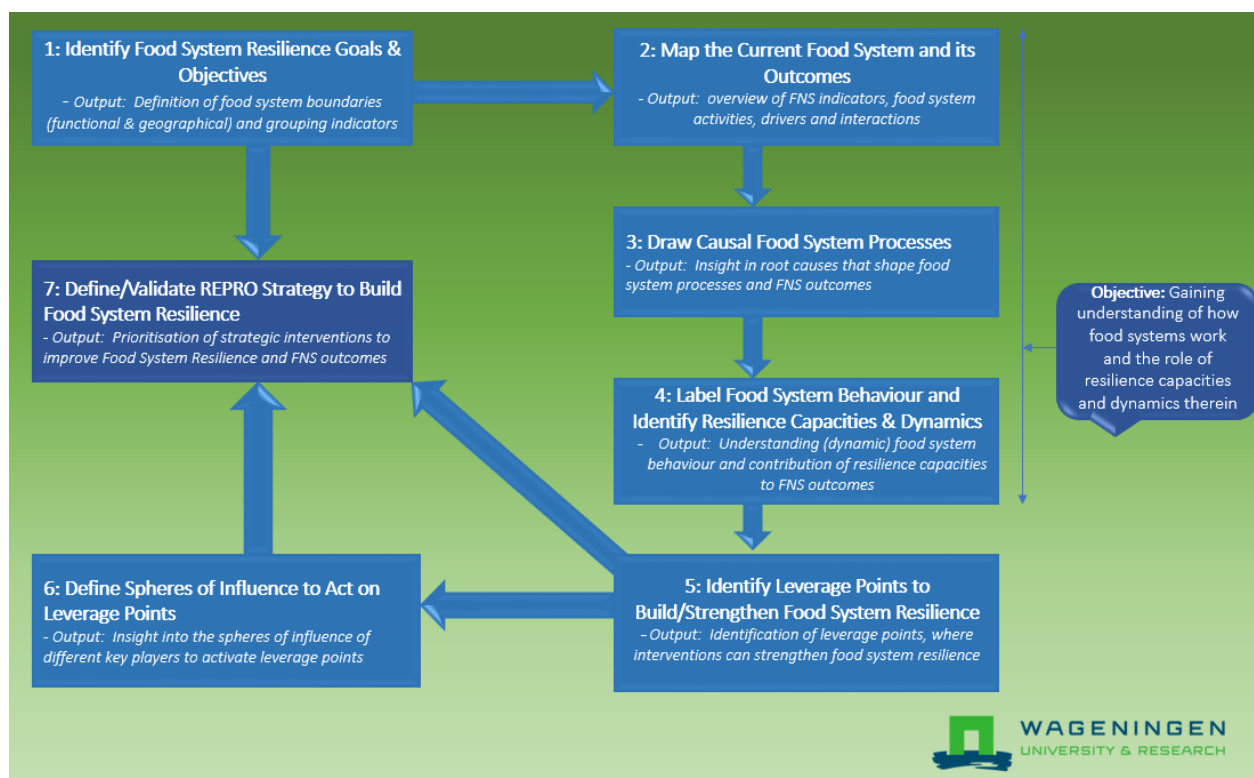 1: Identify Food System Resilience Goals &
Objectives
- Output: Definition of food system boundaries
(functional & geographical) and grouping indicators
2: Map the Current Food System and its
Outcomes
- Output: overview of FNS indicators, food system
activities, drivers and interactions
3: Draw Causal Food System Processes
- Output: Insight in root causes that shape food
system processes and FNS outcomes
4: Label Food System Behaviour and
Identify Resilience Capacities & Dynamics
- Output: Understanding (dynamic) food system
behaviour and contribution of resilience capacities
to FNS outcomes
5: Identify Leverage Points to
Build/Strengthen Food System Resilience
- Output: Identification of leverage points, where
interventions can strengthen food system resilience
6: Define Spheres of Influence to Act on
Leverage Points
- Output: Insight into the spheres of influence of
different key players to activate leverage points
7: Define/Validate REPRO Strategy to Build
Food System Resilience
- Output: Prioritisation of strategic interventions to
improve Food System Resilience and FNS outcomes
Objective: Gaining
understanding of how
food systems work
and the role of
resilience capacities
and dynamics therein
WAGENINGEN
UNIVERSITY & RESEARCH